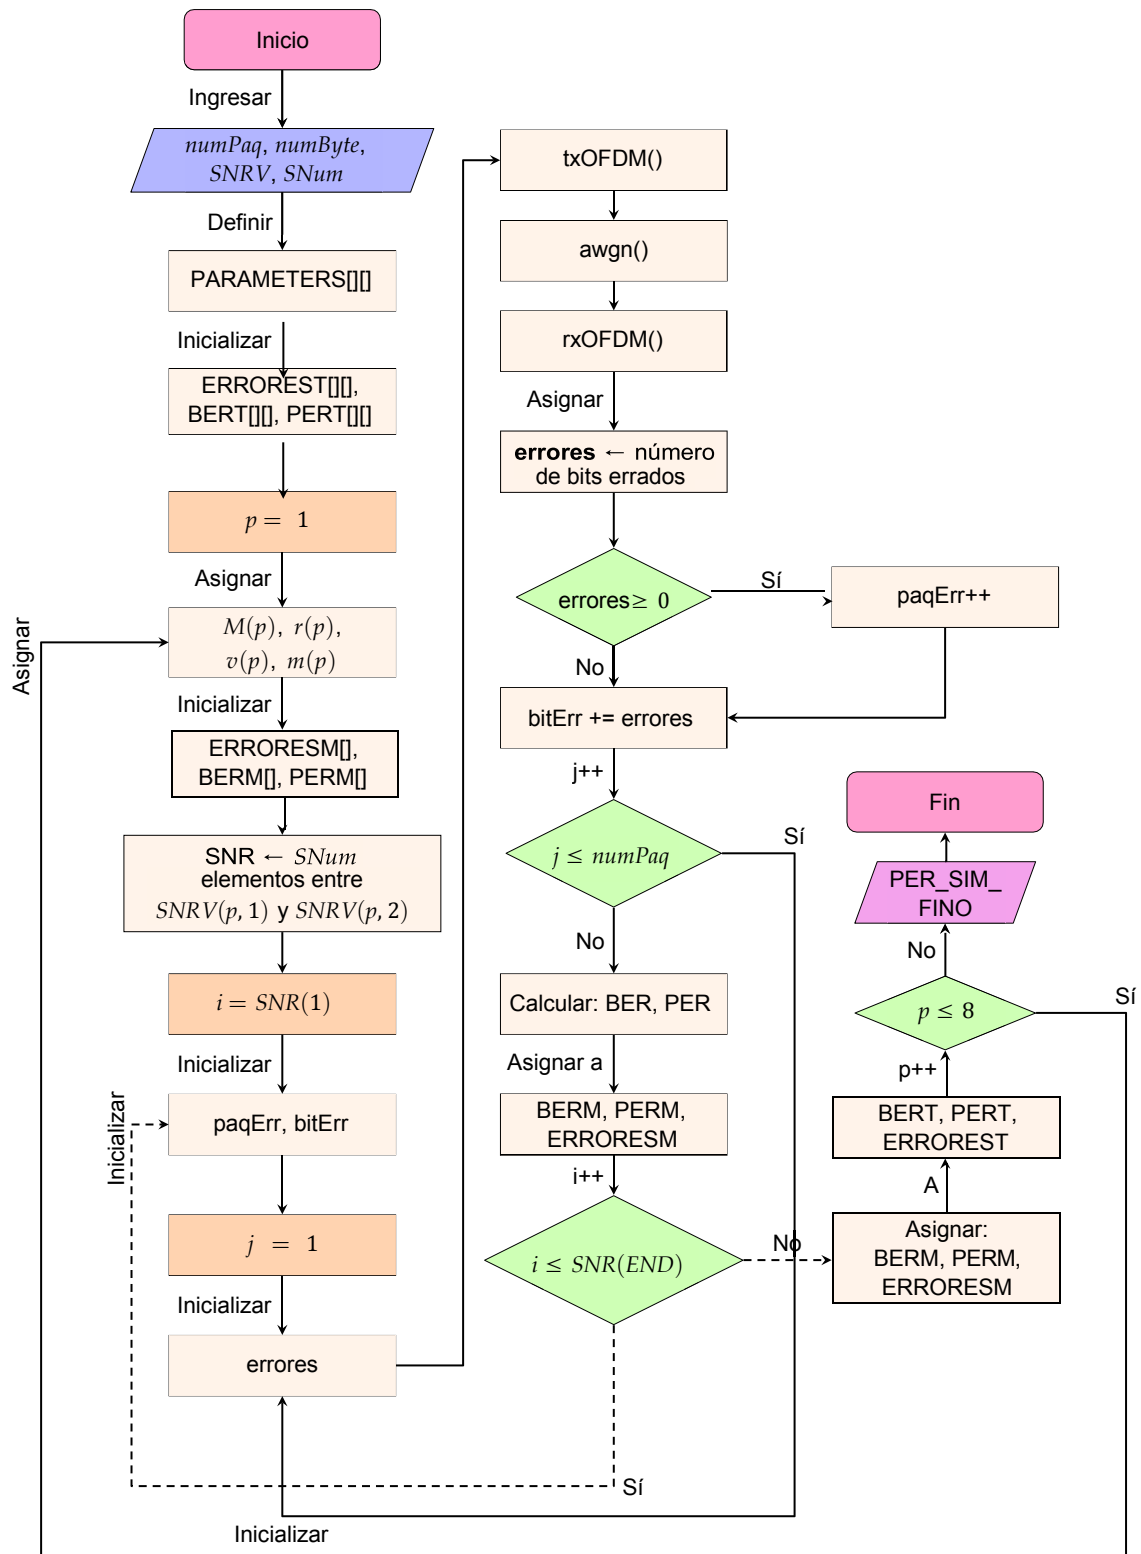 Inicio
Ingresar
numPaq, numByte,
SNRV, SNum
Definir
PARAMETERS[][]
Inicializar
ERROREST[][],
BERT[][], PERT[][]
p = 1
Asignar
Asignar
M(p), r(p),
v(p), m(p)
Inicializar
ERRORESM[],
BERM[], PERM[]
SNR ← SNum
elementos entre
SNRV(p, 1) y SNRV(p, 2)
i = SNR(1)
Inicializar
Inicializar
paqErr, bitErr
j = 1
Inicializar
errores
Inicializar
txOFDM()
awgn()
rxOFDM()
Asignar
errores ← número
de bits errados
errores≥ 0
Sí
paqErr++
No
bitErr += errores
j++
j ≤ numPaq
Sí
No
Calcular: BER, PER
Asignar a
BERM, PERM,
ERRORESM
i++
i ≤ SNR(END)
No
Sí
Asignar:
BERM, PERM,
ERRORESM
A
BERT, PERT,
ERROREST
p++
p ≤ 8
Sí
No
PER_SIM_
FINO
Fin